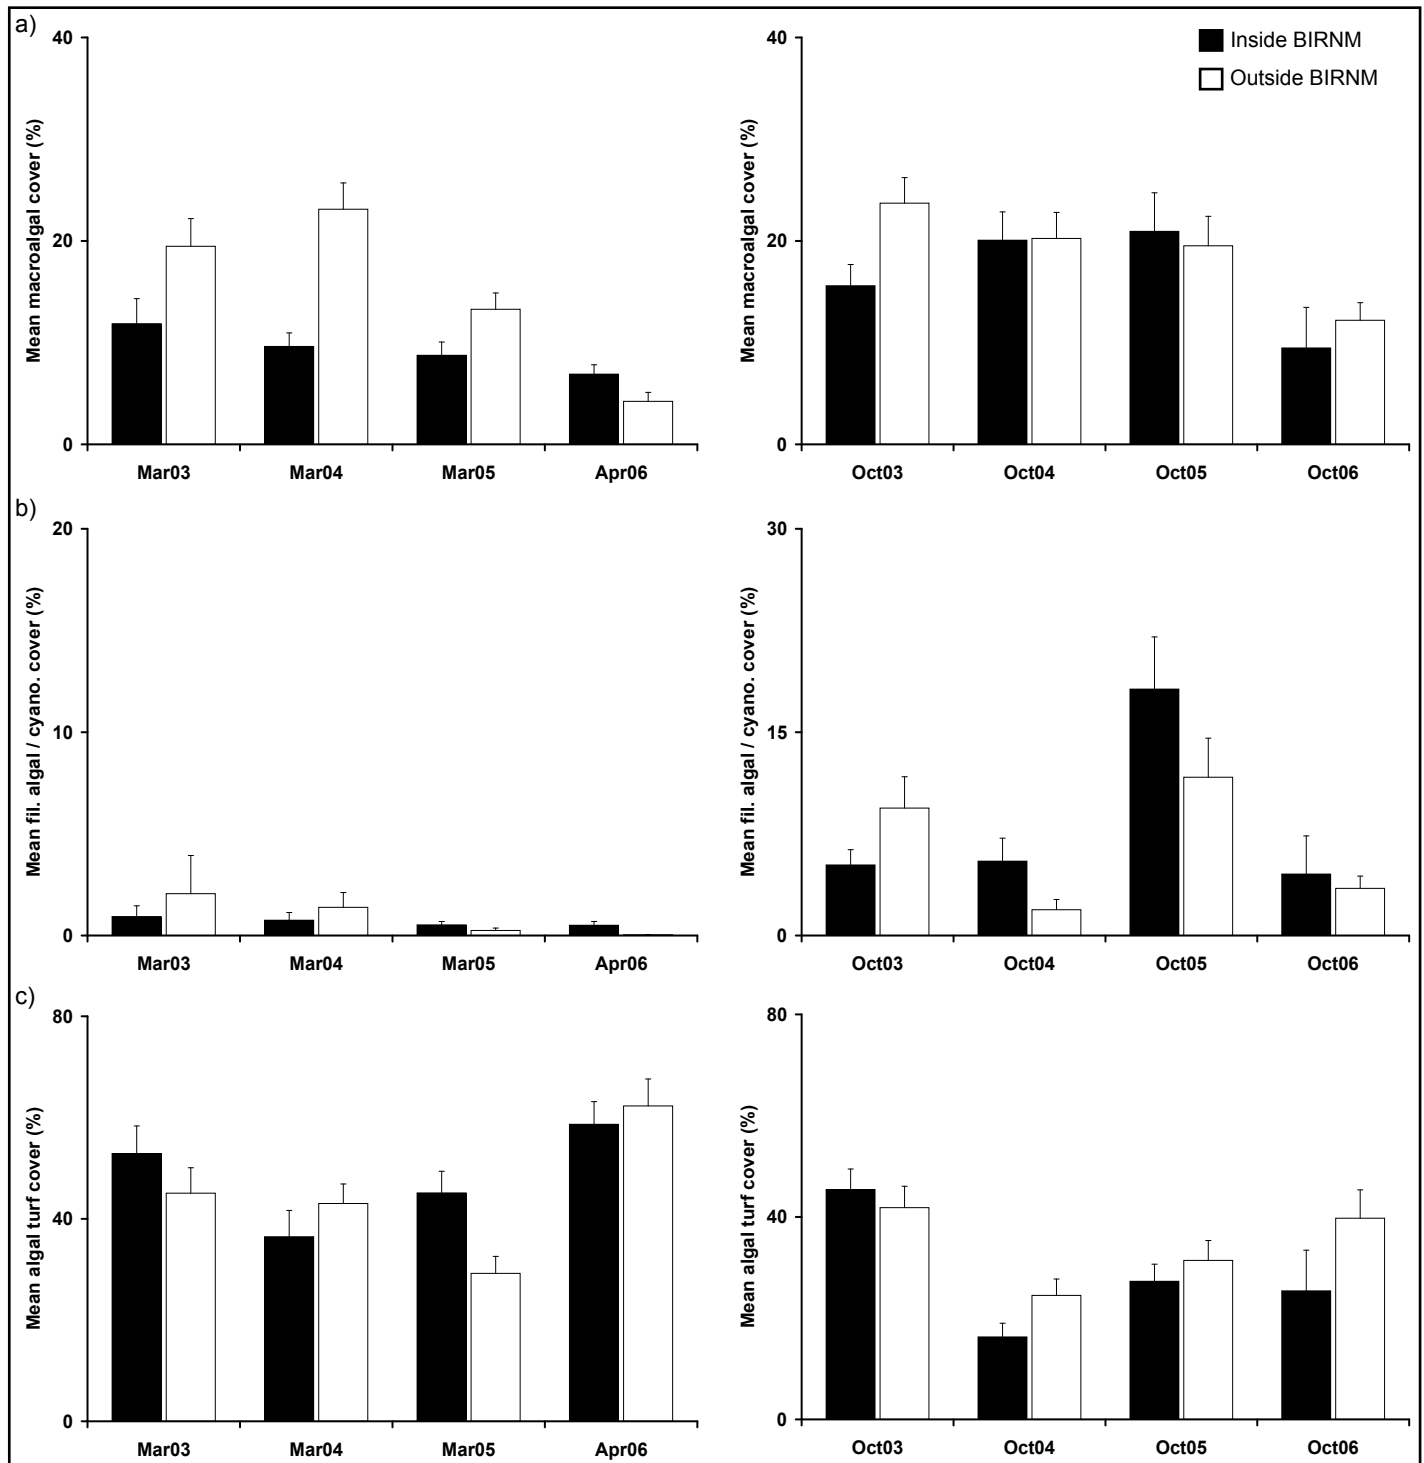 a)
Mean macroalgal cover (%)
40
20
0
Mar03 Mar04 Mar05 Apr06
Mean macroalgal cover (%)
40
20
0
Oct03 Oct04 Oct05 Oct06
Inside BIRNM
Outside BIRNM
b)
Mean fil. algal / cyano. cover (%)
20
10
0
Mar03 Mar04 Mar05 Apr06
Mean fil. algal / cyano. cover (%)
30
15
0
Oct03 Oct04 Oct05 Oct06
c)
Mean algal turf cover (%)
80
40
0
Mar03 Mar04 Mar05 Apr06
Mean algal turf cover (%)
80
40
0
Oct03 Oct04 Oct05 Oct06